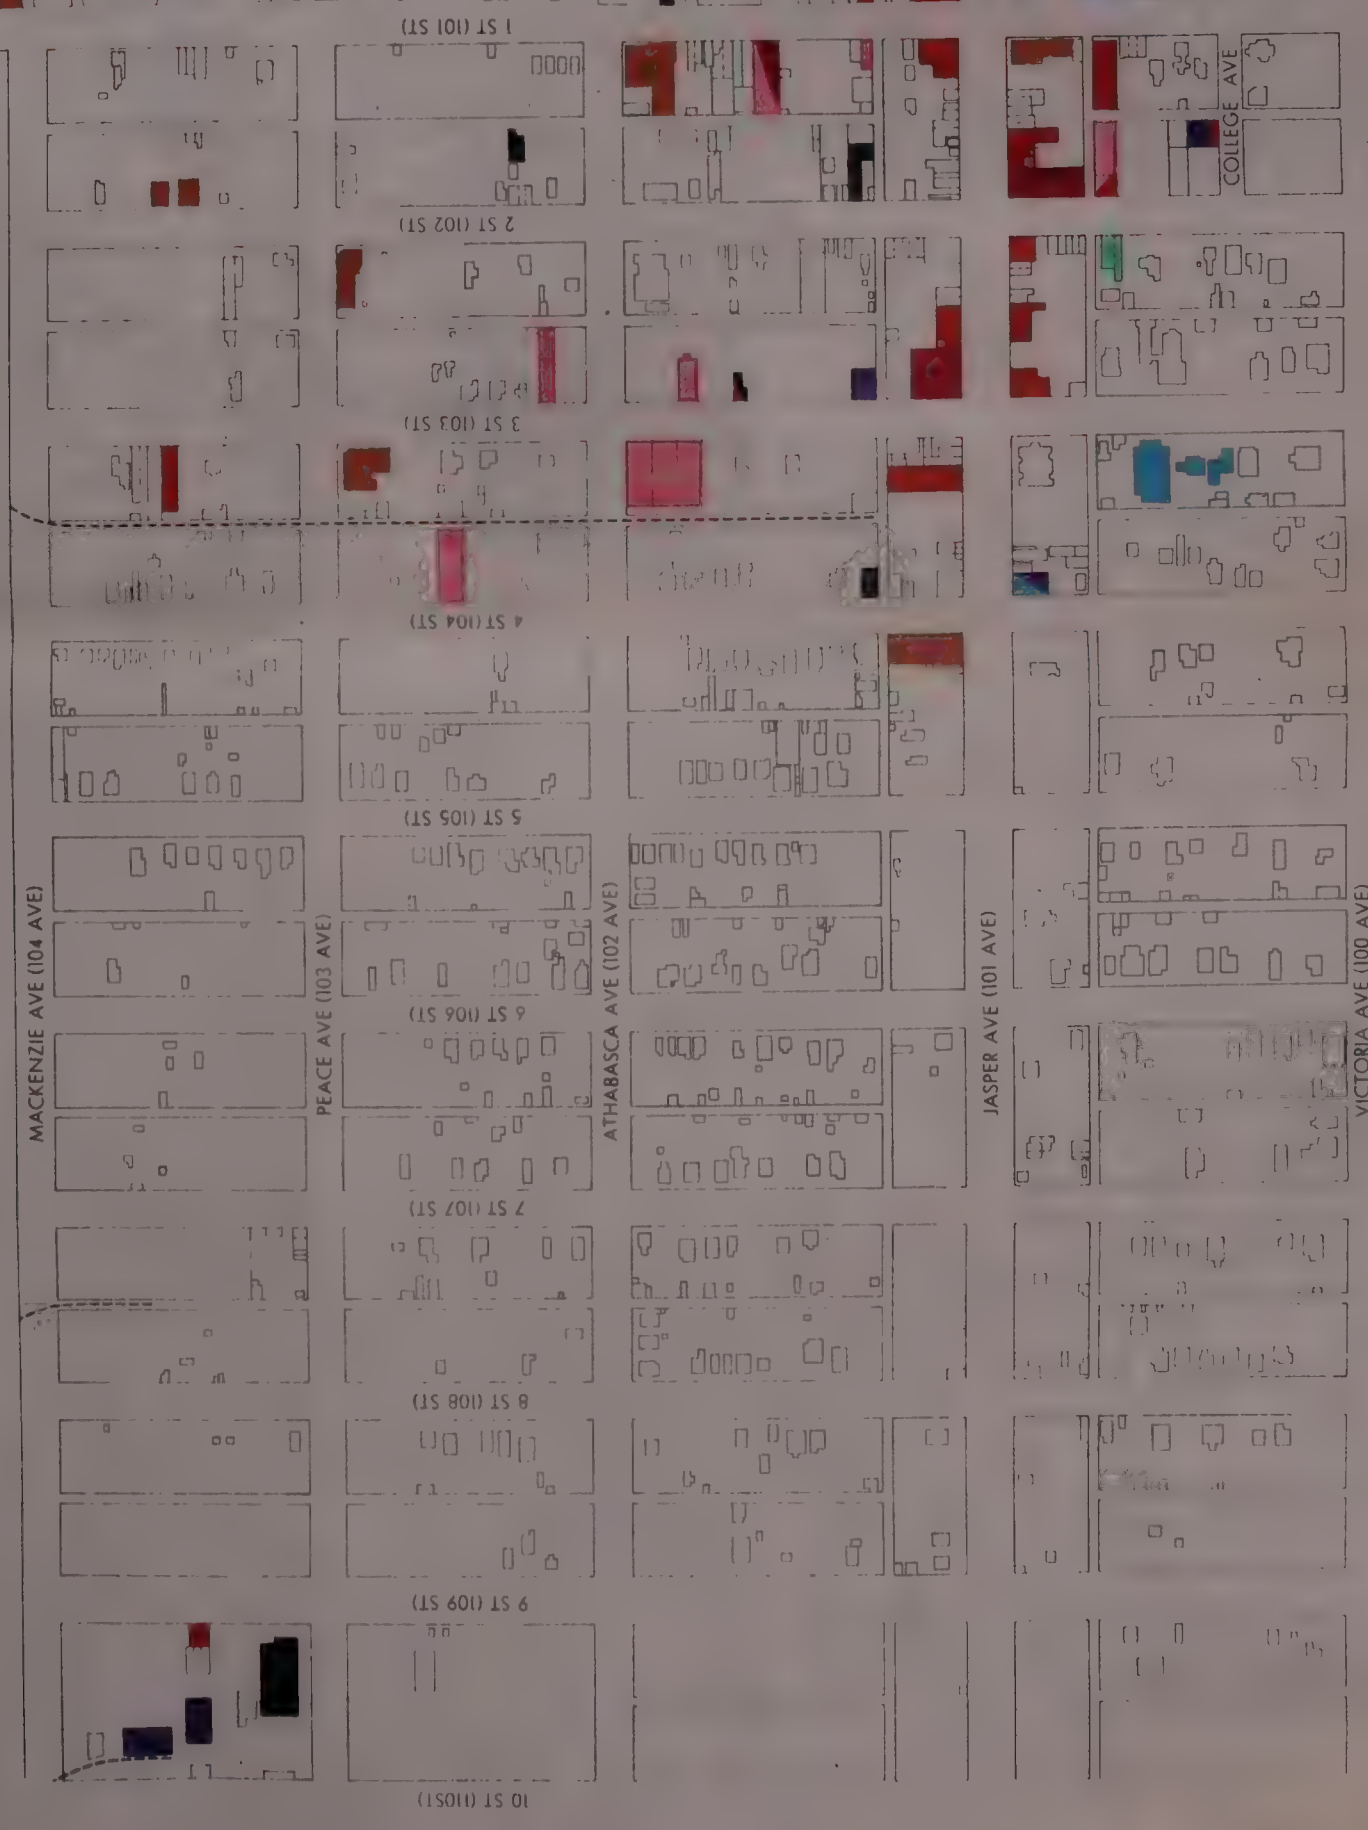 1 ST (101 ST)
COLLEGE AVE
2 ST (102 ST)
3 ST (103 ST)
4 ST (104 ST)
5 ST (105 ST)
MACKENZIE AVE (104 AVE)
PEACE AVE (103 AVE)
ATHABASCA AVE (102 AVE)
JASPER AVE (101 AVE)
VICTORIA AVE (100 AVE)
6 ST (106 ST)
7 ST (107 ST)
8 ST (108 ST)
9 ST (109 ST)
10 ST (110ST)